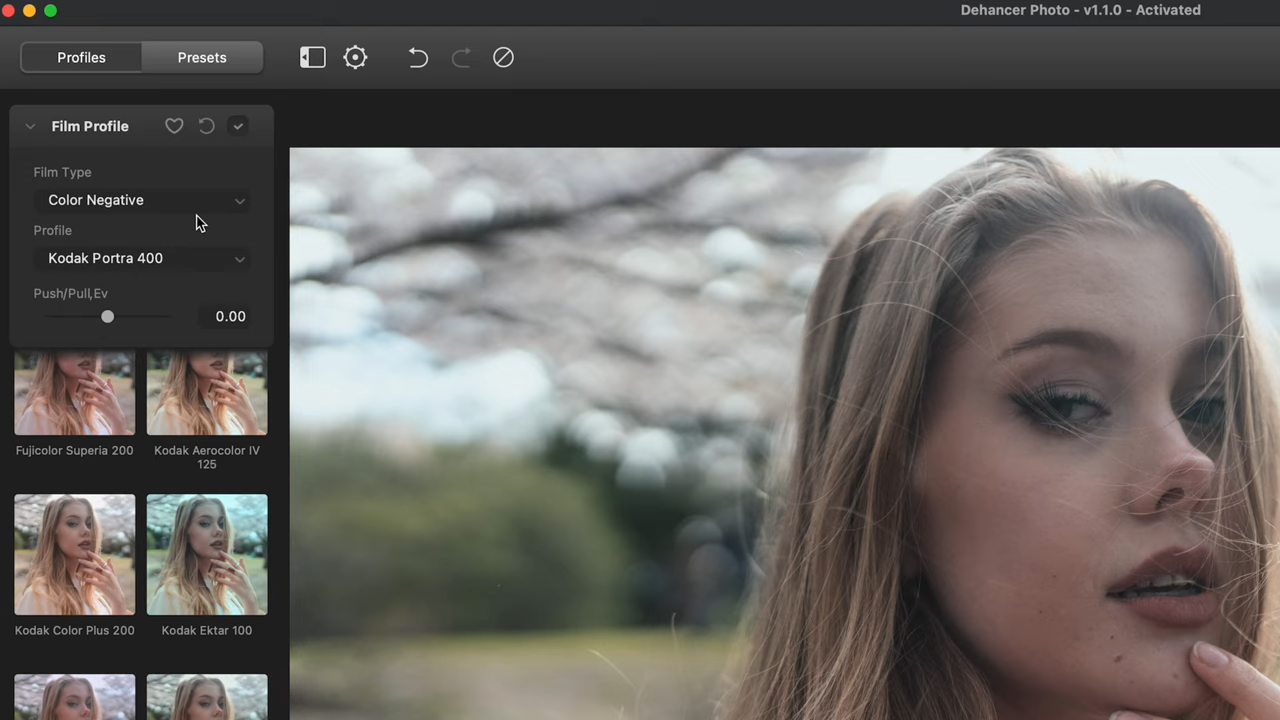 Dehancer Photo - v1.1.0 - Activated
Profiles
Presets
Film Profile
Film Type
Color Negative
Profile
Kodak Portra 400
Push/Pull,Ev
0.00
Fujicolor Superia 200
Kodak Aerocolor IV
125
Kodak Color Plus 200
Kodak Ektar 100